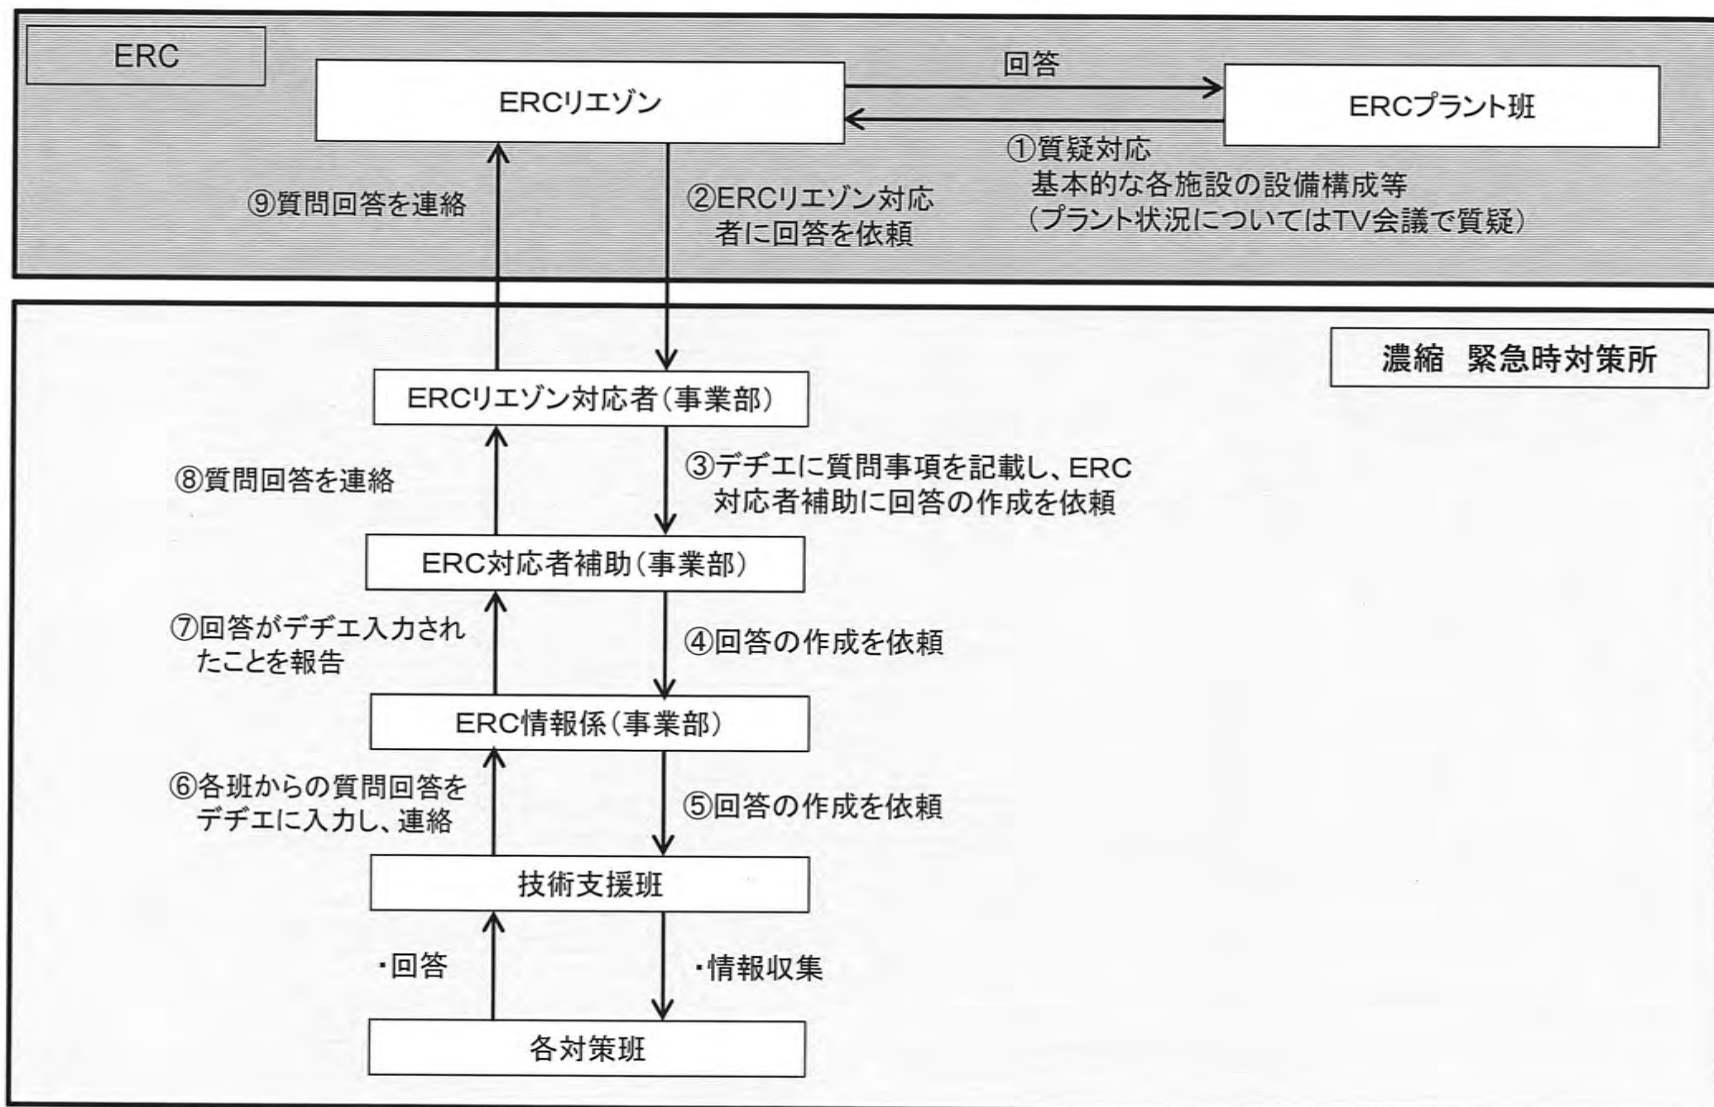 ERC
ERCリエゾン
回答
ERCプラント班
①質疑対応
基本的な各施設の設備構成等
(プラント状況についてはTV会議で質疑)
⑨質問回答を連絡
②ERCリエゾン対応
者に回答を依頼
濃縮 緊急時対策所
ERCリエゾン対応者(事業部)
⑧質問回答を連絡
③デヂエに質問事項を記載し、ERC
対応者補助に回答の作成を依頼
ERC対応者補助(事業部)
⑦回答がデヂエ入力され
たことを報告
④回答の作成を依頼
ERC情報係(事業部)
⑥各班からの質問回答を
デヂエに入力し、連絡
⑤回答の作成を依頼
技術支援班
・回答
・情報収集
各対策班